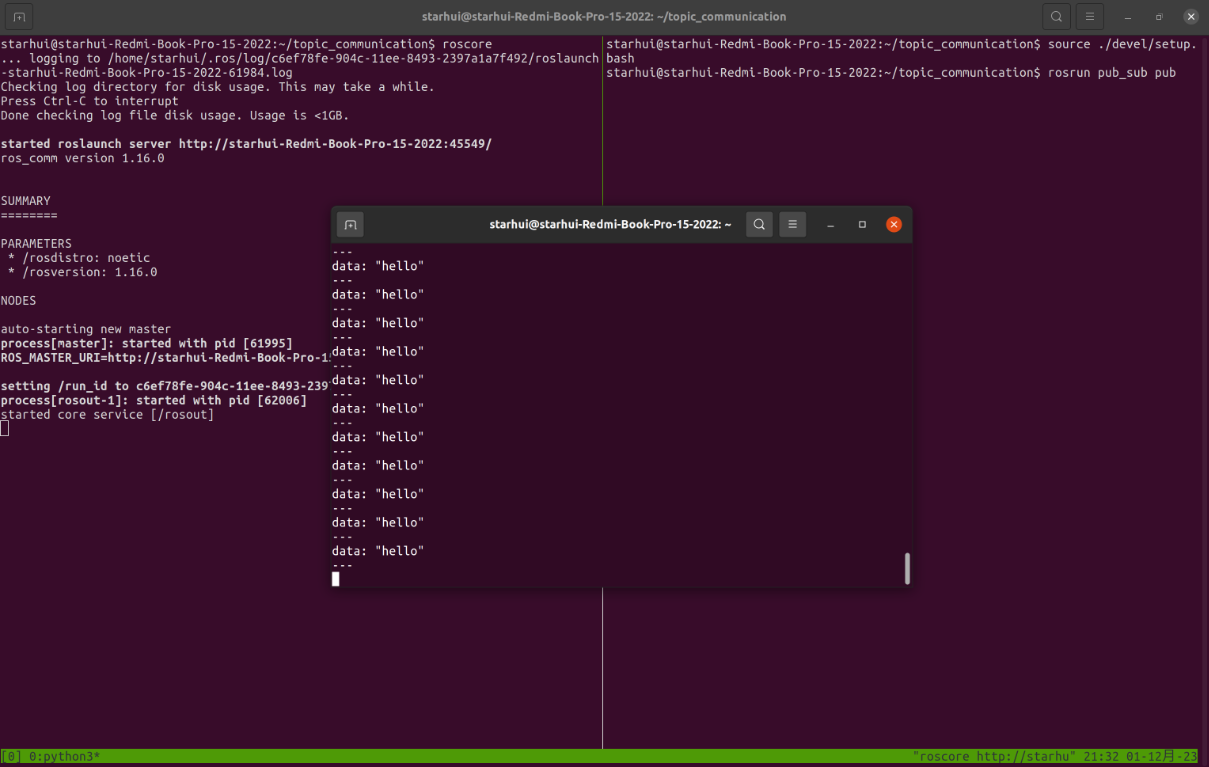 starhui@starhui-Redmi-Book-Pro-15-2022: ~/topic_communication
starhui@starhui-Redmi-Book-Pro-15-2022:~/topic_communication$ roscore
... logging to /home/starhui/.ros/log/c6ef78fe-904c-11ee-8493-2397a1a7f492/roslaunch
-starhui-Redmi-Book-Pro-15-2022-61984.log
Checking log directory for disk usage. This may take a while.
Press Ctrl-C to interrupt
Done checking log file disk usage. Usage is <1GB.
started roslaunch server http://starhui-Redmi-Book-Pro-15-2022:45549/
ros_comm version 1.16.0
SUMMARY
========
PARAMETERS
 * /rosdistro: noetic
 * /rosversion: 1.16.0
NODES
auto-starting new master
process[master]: started with pid [61995]
ROS_MASTER_URI=http://starhui-Redmi-Book-Pro-1
setting /run_id to c6ef78fe-904c-11ee-8493-239
process[rosout-1]: started with pid [62006]
started core service [/rosout]
starhui@starhui-Redmi-Book-Pro-15-2022:~/topic_communication$ source ./devel/setup.
bash
starhui@starhui-Redmi-Book-Pro-15-2022:~/topic_communication$ rosrun pub_sub pub
starhui@starhui-Redmi-Book-Pro-15-2022: ~
---
data: "hello"
---
data: "hello"
---
data: "hello"
---
data: "hello"
---
data: "hello"
---
data: "hello"
---
data: "hello"
---
data: "hello"
---
data: "hello"
---
data: "hello"
---
data: "hello"
---
[0] 0:python3*
"roscore http://starhu" 21:32 01-12月-23